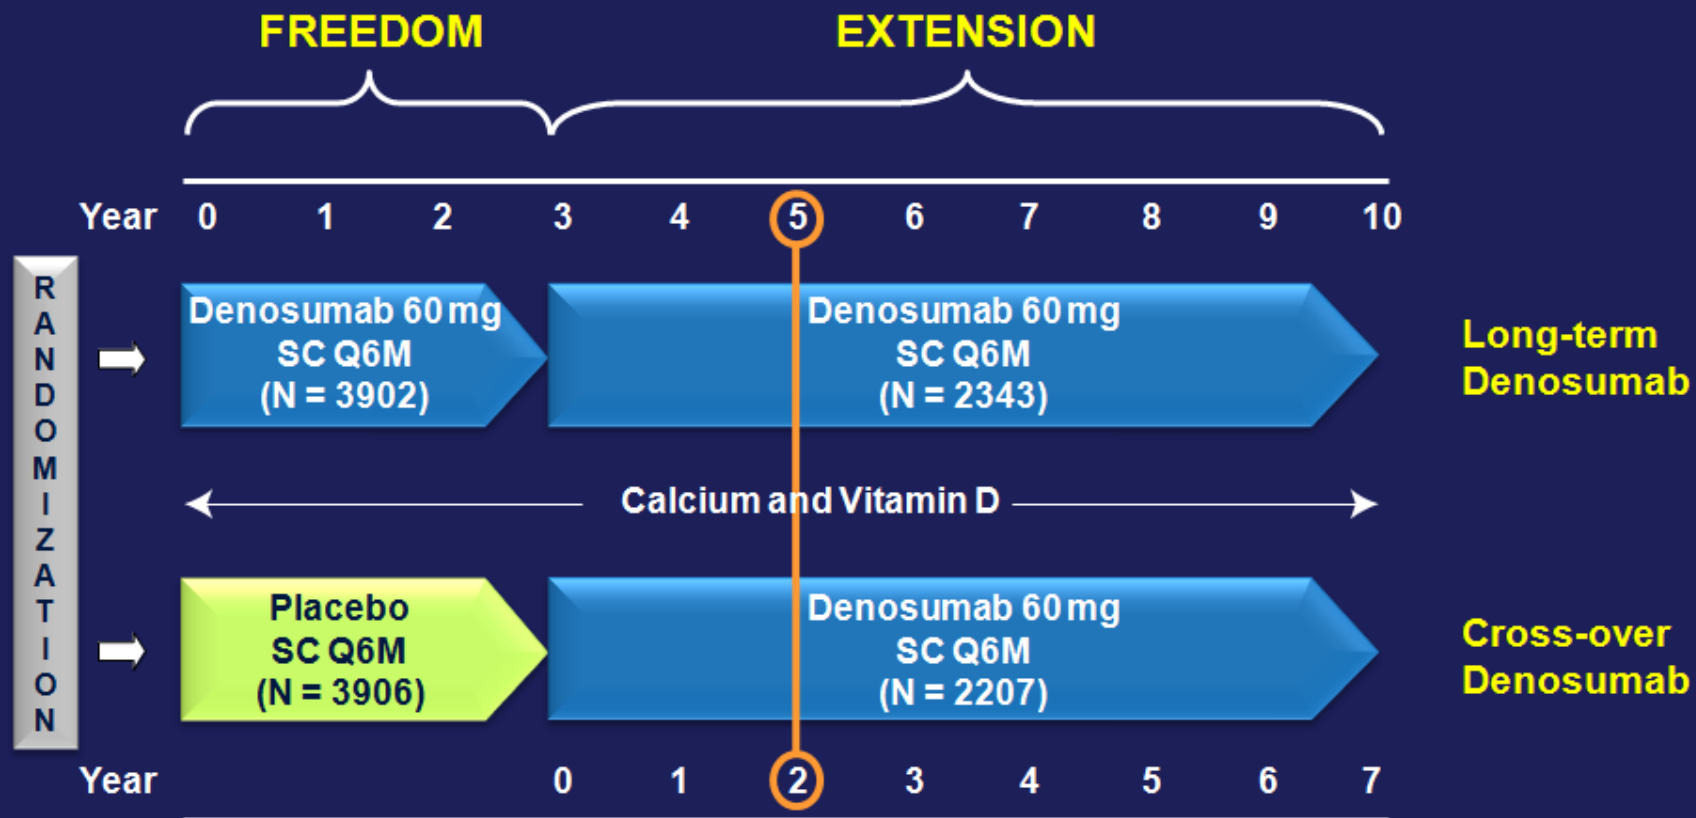 FREEDOM EXTENSION
Year 0 1 2 3 4 5 6 7 8 9 10
RANDOMIZATION
Denosumab 60 mg
SC Q6M
(N = 3902)
Denosumab 60 mg
SC Q6M
(N = 2343)
Long-term
Denosumab
Calcium and Vitamin D
Placebo
SC Q6M
(N = 3906)
Denosumab 60 mg
SC Q6M
(N = 2207)
Cross-over
Denosumab
Year 0 1 2 3 4 5 6 7